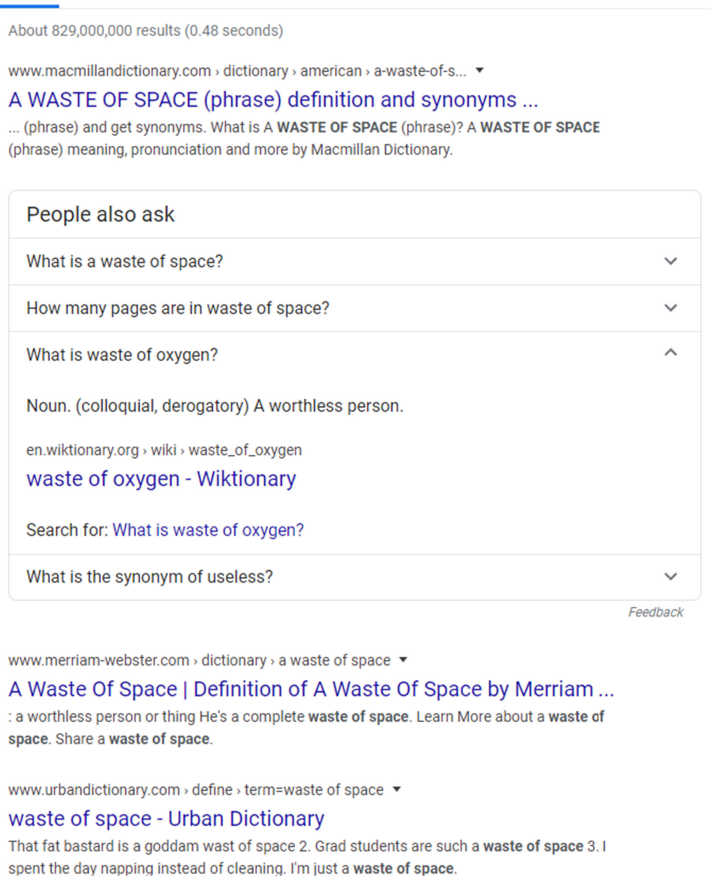 About 829,000,000 results (0.48 seconds)
www.macmillandictionary.com › dictionary › american › a-waste-of-s...
A WASTE OF SPACE (phrase) definition and synonyms ...
... (phrase) and get synonyms. What is A WASTE OF SPACE (phrase)? A WASTE OF SPACE
(phrase) meaning, pronunciation and more by Macmillan Dictionary.
People also ask
What is a waste of space?
How many pages are in waste of space?
What is waste of oxygen?
Noun. (colloquial, derogatory) A worthless person.
en.wiktionary.org › wiki › waste_of_oxygen
waste of oxygen - Wiktionary
Search for: What is waste of oxygen?
What is the synonym of useless?
Feedback
www.merriam-webster.com › dictionary › a waste of space
A Waste Of Space | Definition of A Waste Of Space by Merriam ...
: a worthless person or thing He's a complete waste of space. Learn More about a waste of
space. Share a waste of space.
www.urbandictionary.com › define › term=waste of space
waste of space - Urban Dictionary
That fat bastard is a goddam wast of space 2. Grad students are such a waste of space 3. I
spent the day napping instead of cleaning. I'm just a waste of space.